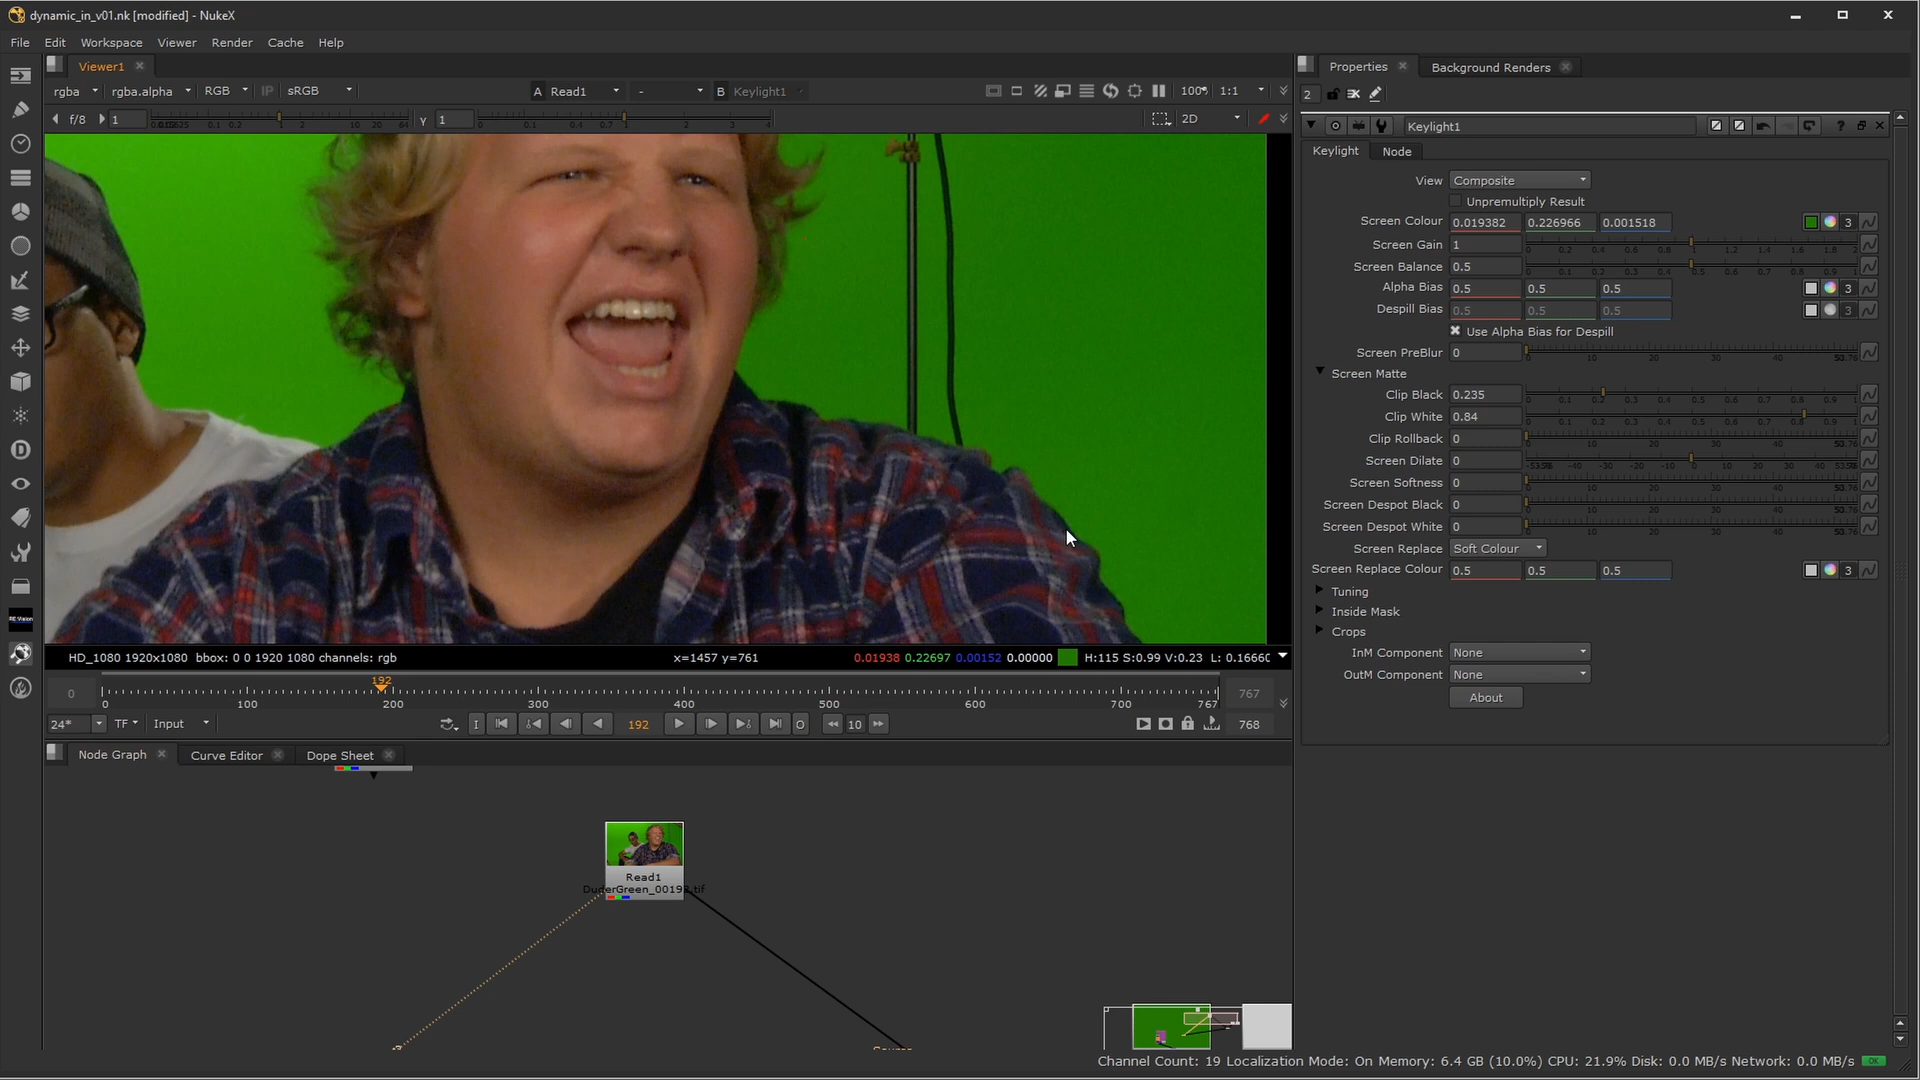 dynamic_in_v01.nk [modified] - NukeX
File Edit Workspace Viewer Render Cache Help
Viewer1
rgba rgba.alpha RGB IP sRGB A Read1 - B Keylight1 100% 1:1
f/8 1 y 1 2D
HD_1080 1920x1080 bbox: 0 0 1920 1080 channels: rgb x=1457 y=761 0.01938 0.22697 0.00152 0.00000 H:115 S:0.99 V:0.23 L: 0.16660
0 192 767
0 100 200 300 400 500 600 700 767
24* TF Input I 192 O 10 768
Node Graph Curve Editor Dope Sheet
Read1
DuderGreen_00192.tif
Properties Background Renders
2
Keylight1
Keylight Node
View Composite
Unpremultiply Result
Screen Colour 0.019382 0.226966 0.001518 3
Screen Gain 1
Screen Balance 0.5
Alpha Bias 0.5 0.5 0.5 3
Despill Bias 0.5 0.5 0.5 3
Use Alpha Bias for Despill
Screen PreBlur 0
Screen Matte
Clip Black 0.235
Clip White 0.84
Clip Rollback 0
Screen Dilate 0
Screen Softness 0
Screen Despot Black 0
Screen Despot White 0
Screen Replace Soft Colour
Screen Replace Colour 0.5 0.5 0.5 3
Tuning
Inside Mask
Crops
InM Component None
OutM Component None
About
Channel Count: 19 Localization Mode: On Memory: 6.4 GB (10.0%) CPU: 21.9% Disk: 0.0 MB/s Network: 0.0 MB/s